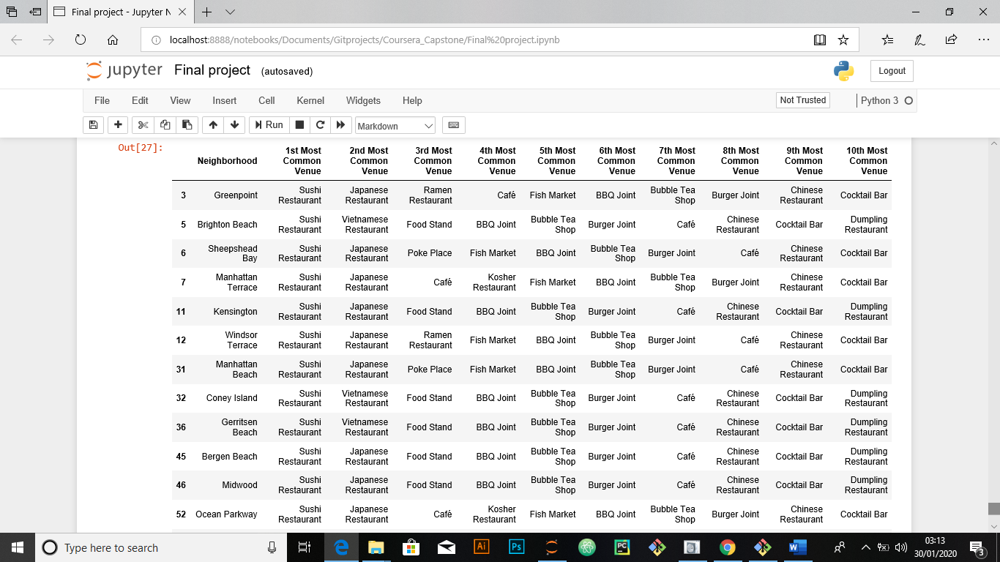 Final project - Jupyter N
localhost:8888/notebooks/Documents/Gitprojects/Coursera_Capstone/Final%20project.ipynb
jupyter Final project (autosaved) Logout
File Edit View Insert Cell Kernel Widgets Help Not Trusted Python 3
Run Markdown
Out[27]:
Neighborhood 1st Most Common Venue 2nd Most Common Venue 3rd Most Common Venue 4th Most Common Venue 5th Most Common Venue 6th Most Common Venue 7th Most Common Venue 8th Most Common Venue 9th Most Common Venue 10th Most Common Venue
3 Greenpoint Sushi Restaurant Japanese Restaurant Ramen Restaurant Café Fish Market BBQ Joint Bubble Tea Shop Burger Joint Chinese Restaurant Cocktail Bar
5 Brighton Beach Sushi Restaurant Vietnamese Restaurant Food Stand BBQ Joint Bubble Tea Shop Burger Joint Café Chinese Restaurant Cocktail Bar Dumpling Restaurant
6 Sheepshead Bay Sushi Restaurant Japanese Restaurant Poke Place Fish Market BBQ Joint Bubble Tea Shop Burger Joint Café Chinese Restaurant Cocktail Bar
7 Manhattan Terrace Sushi Restaurant Japanese Restaurant Café Kosher Restaurant Fish Market BBQ Joint Bubble Tea Shop Burger Joint Chinese Restaurant Cocktail Bar
11 Kensington Sushi Restaurant Japanese Restaurant Food Stand BBQ Joint Bubble Tea Shop Burger Joint Café Chinese Restaurant Cocktail Bar Dumpling Restaurant
12 Windsor Terrace Sushi Restaurant Japanese Restaurant Ramen Restaurant Fish Market BBQ Joint Bubble Tea Shop Burger Joint Café Chinese Restaurant Cocktail Bar
31 Manhattan Beach Sushi Restaurant Japanese Restaurant Poke Place Fish Market BBQ Joint Bubble Tea Shop Burger Joint Café Chinese Restaurant Cocktail Bar
32 Coney Island Sushi Restaurant Vietnamese Restaurant Food Stand BBQ Joint Bubble Tea Shop Burger Joint Café Chinese Restaurant Cocktail Bar Dumpling Restaurant
36 Gerritsen Beach Sushi Restaurant Vietnamese Restaurant Food Stand BBQ Joint Bubble Tea Shop Burger Joint Café Chinese Restaurant Cocktail Bar Dumpling Restaurant
45 Bergen Beach Sushi Restaurant Japanese Restaurant Food Stand BBQ Joint Bubble Tea Shop Burger Joint Café Chinese Restaurant Cocktail Bar Dumpling Restaurant
46 Midwood Sushi Restaurant Japanese Restaurant Food Stand BBQ Joint Bubble Tea Shop Burger Joint Café Chinese Restaurant Cocktail Bar Dumpling Restaurant
52 Ocean Parkway Sushi Restaurant Japanese Restaurant Café Kosher Restaurant Fish Market BBQ Joint Bubble Tea Shop Burger Joint Chinese Restaurant Cocktail Bar
Type here to search
Ai
Ps
PC
W
03:13
30/01/2020
3